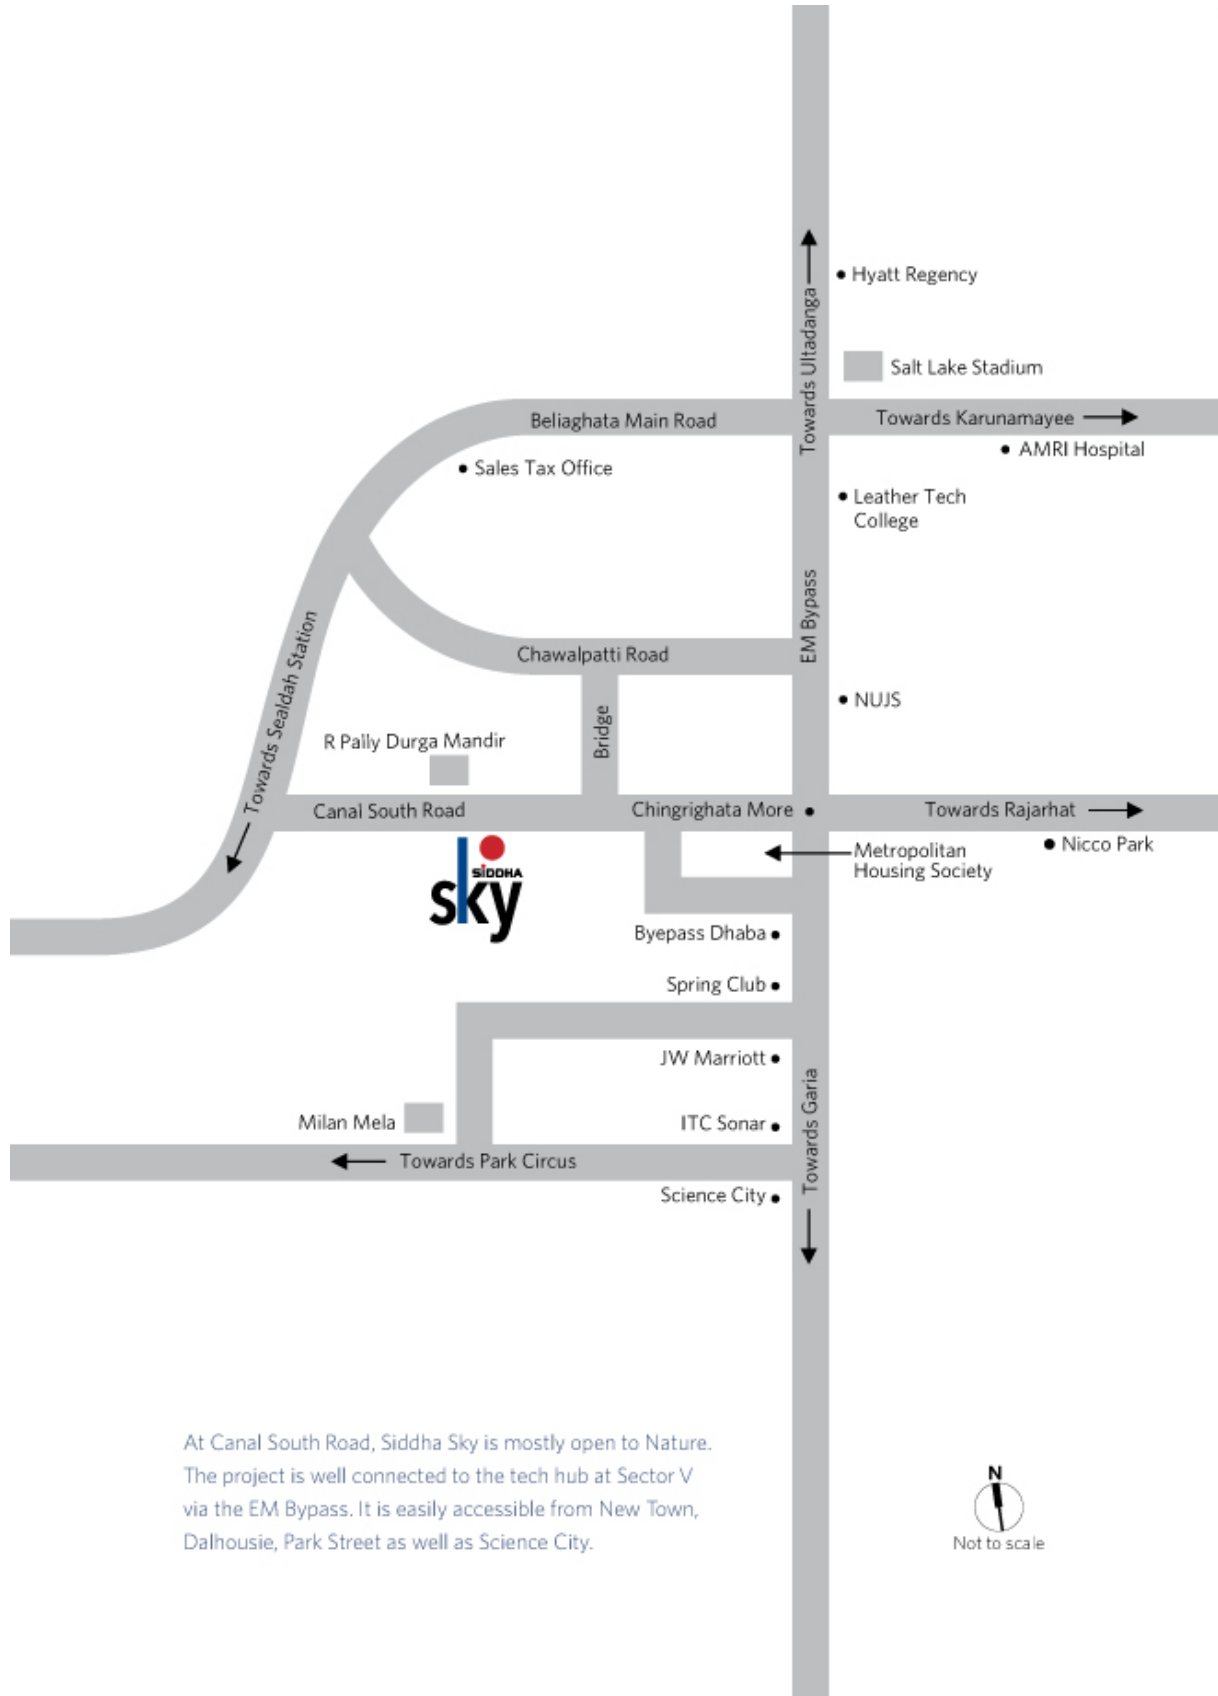 Hyatt Regency
Towards Ultadanga
Salt Lake Stadium
Beliaghata Main Road
Towards Karunamayee
AMRI Hospital
Sales Tax Office
Leather Tech
College
EM Bypass
Towards Sealdah Station
Chawalpatti Road
NUJS
Bridge
R Pally Durga Mandir
Canal South Road
Chingrighata More
Towards Rajarhat
Nicco Park
Metropolitan
Housing Society
SiDDHA
sky
Byepass Dhaba
Spring Club
JW Marriott
Towards Garia
Milan Mela
ITC Sonar
Towards Park Circus
Science City
At Canal South Road, Siddha Sky is mostly open to Nature.
The project is well connected to the tech hub at Sector V
via the EM Bypass. It is easily accessible from New Town,
Dalhousie, Park Street as well as Science City.
N
Not to scale